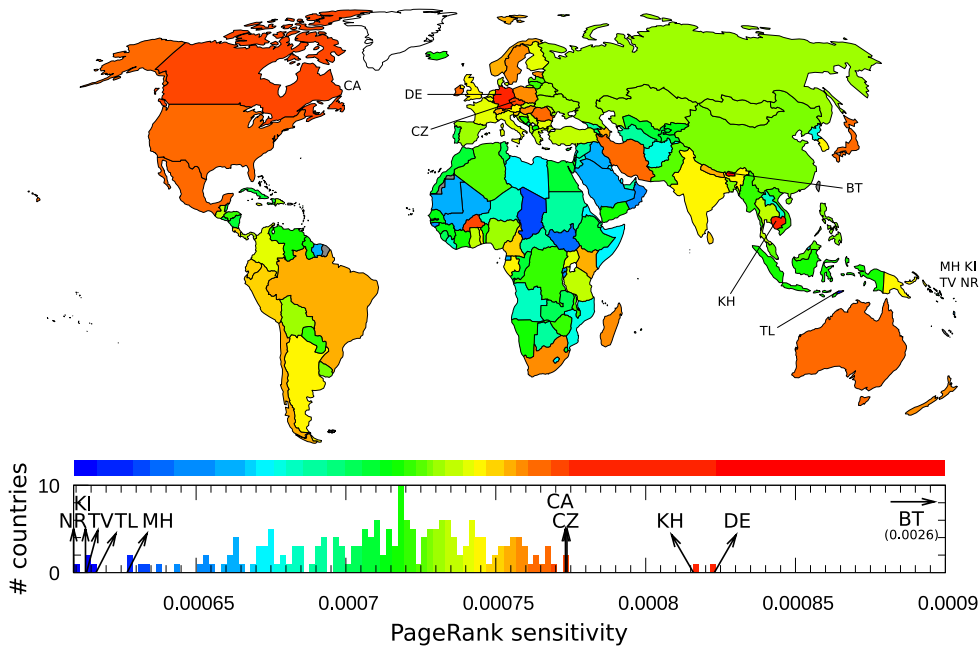 CA
DE
CZ
BT
MH KI
TV NR
KH
TL
# countries
10
5
0
KI
NR TV TL MH
CA
CZ
KH
DE
BT
(0.0026)
0.00065
0.0007
0.00075
0.0008
0.00085
0.0009
PageRank sensitivity